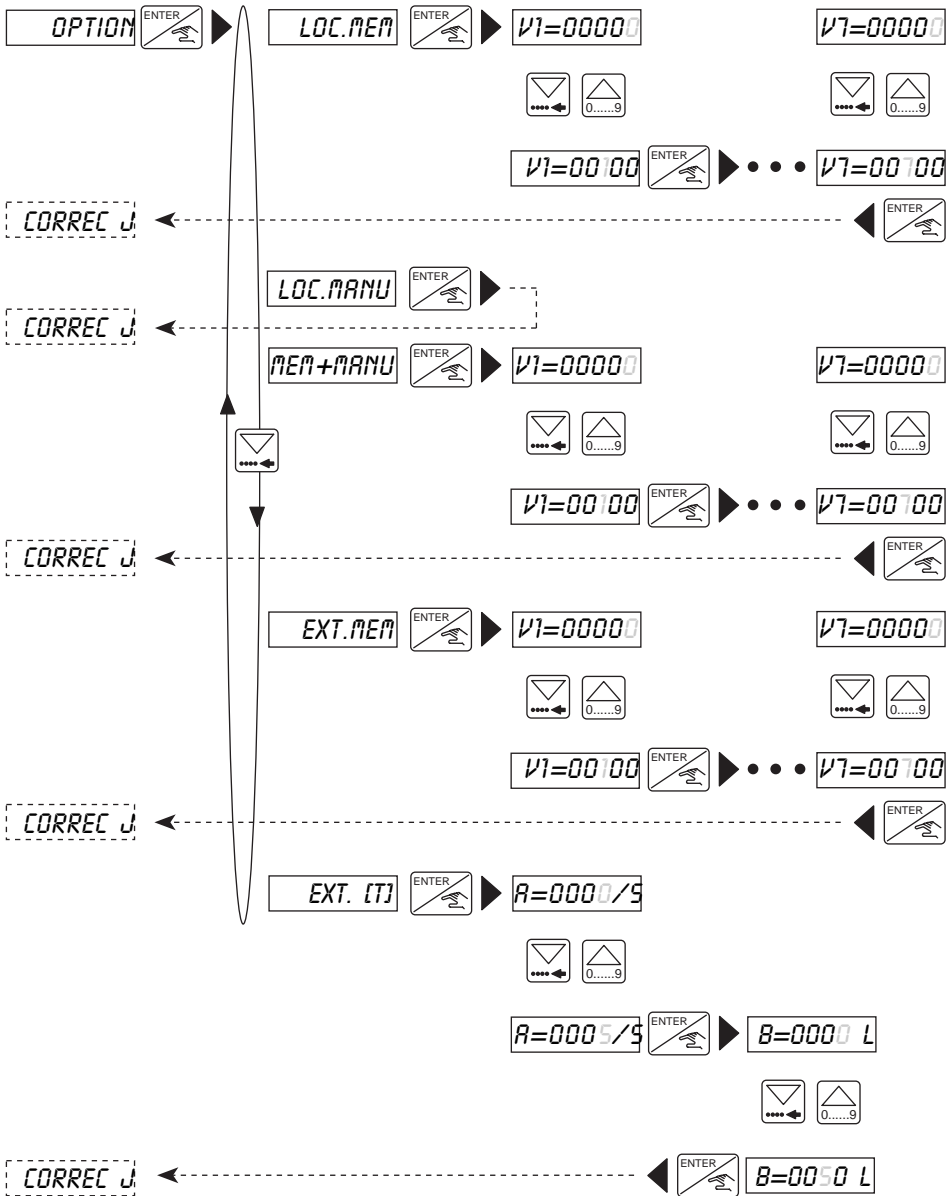 OPTION ENTER LOC.MEM ENTER V1=00000 V7=00000
0......9 0......9
V1=00100 ENTER V7=00700
CORREC J ENTER
LOC.MANU ENTER
CORREC J
MEM+MANU ENTER V1=00000 V7=00000
0......9 0......9
V1=00100 ENTER V7=00700
CORREC J ENTER
EXT.MEM ENTER V1=00000 V7=00000
0......9 0......9
V1=00100 ENTER V7=00700
CORREC J ENTER
EXT. [T] ENTER A=0000/S
0......9
A=0005/S ENTER B=0000 L
0......9
CORREC J ENTER B=0050 L